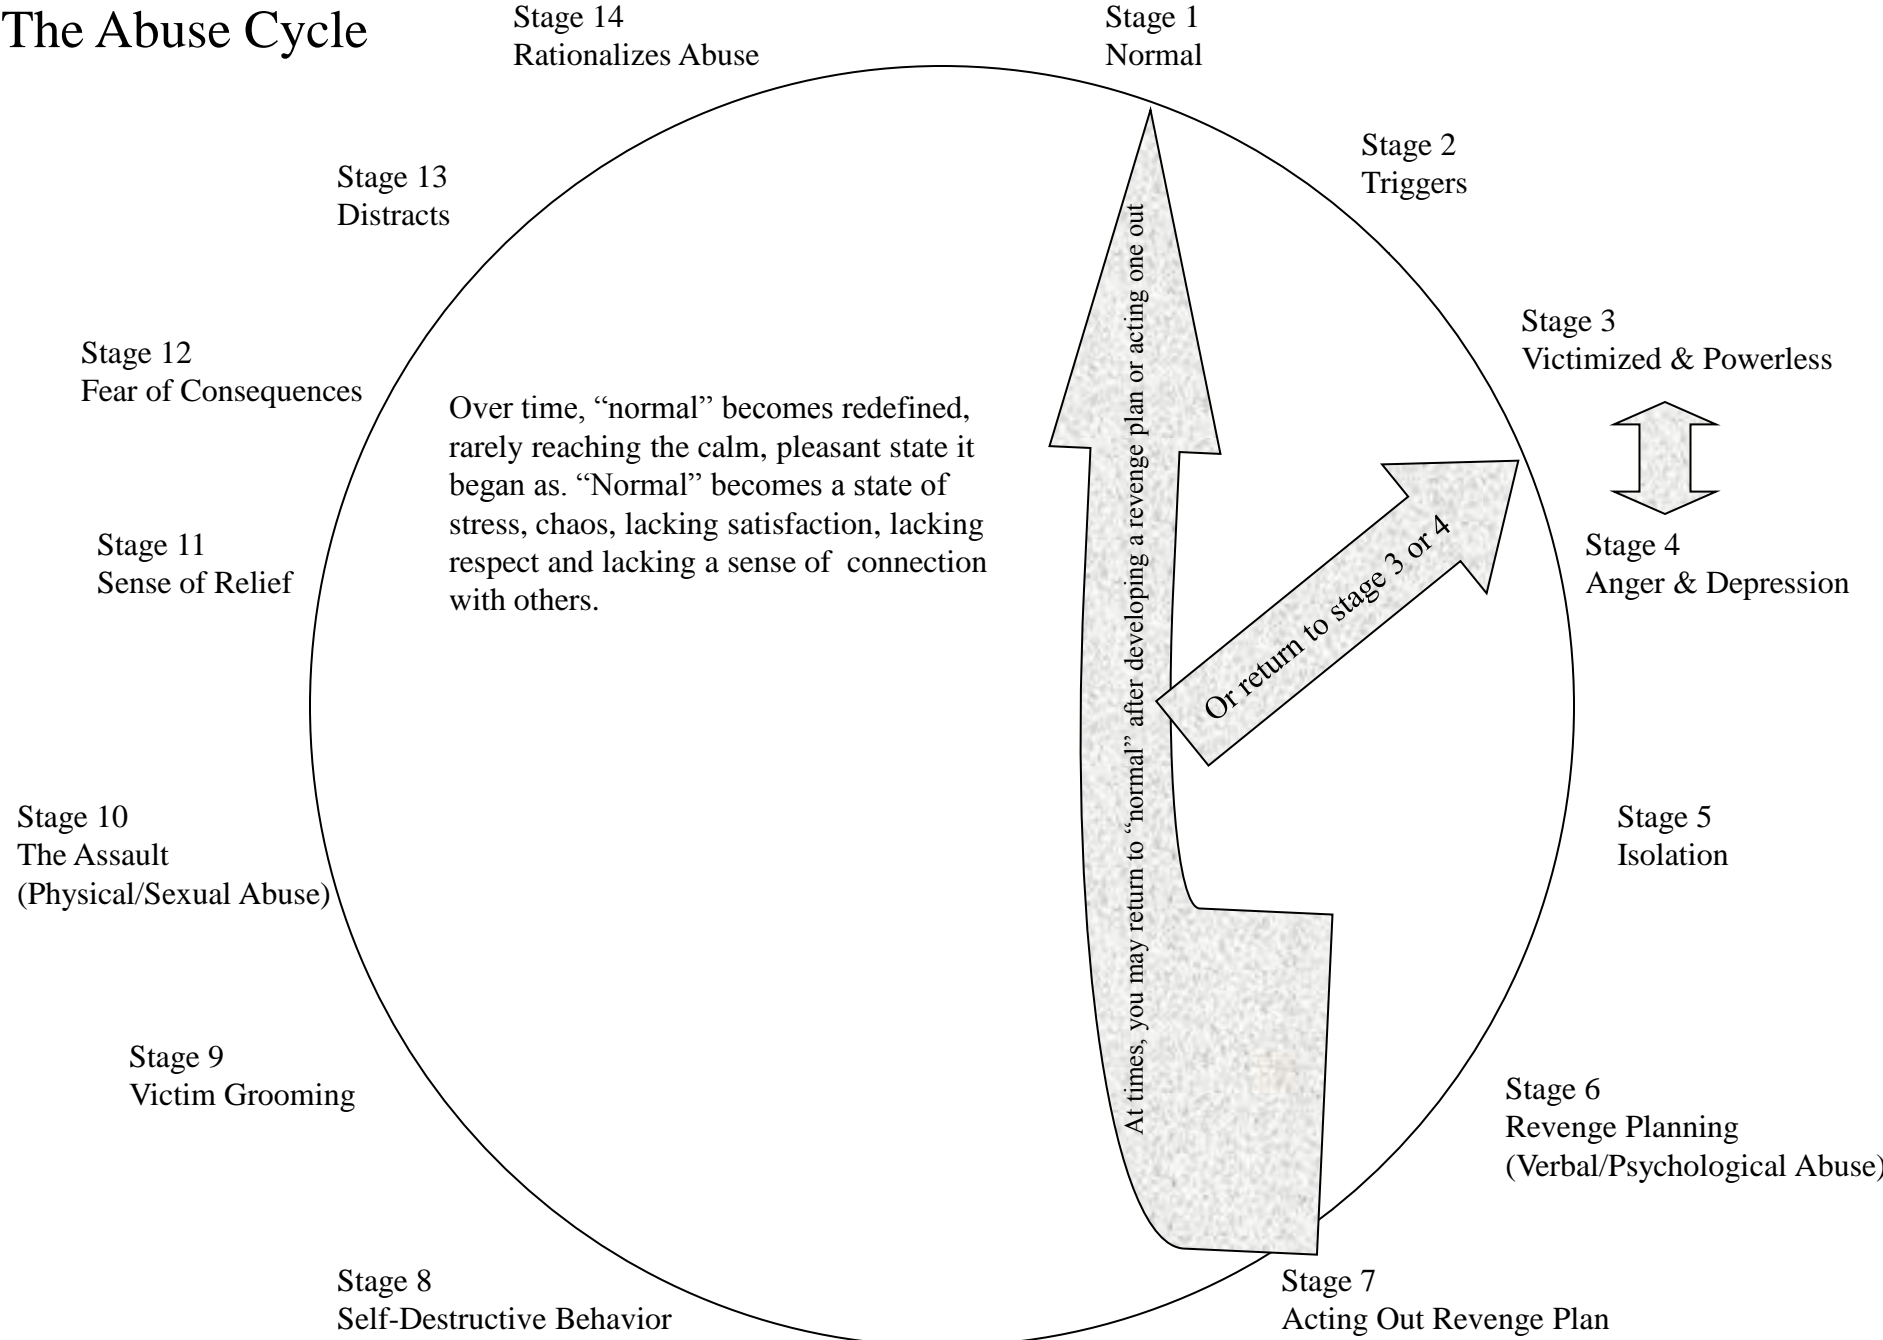 The Abuse Cycle
Stage 1
Normal
Stage 2
Triggers
Stage 3
Victimized & Powerless
Stage 4
Anger & Depression
Stage 5
Isolation
Stage 6
Revenge Planning
(Verbal/Psychological Abuse)
Stage 7
Acting Out Revenge Plan
Stage 8
Self-Destructive Behavior
Stage 9
Victim Grooming
Stage 10
The Assault
(Physical/Sexual Abuse)
Stage 11
Sense of Relief
Stage 12
Fear of Consequences
Stage 13
Distracts
Stage 14
Rationalizes Abuse
Over time, “normal” becomes redefined,
rarely reaching the calm, pleasant state it
began as. “Normal” becomes a state of
stress, chaos, lacking satisfaction, lacking
respect and lacking a sense of connection
with others.
At times, you may return to “normal” after developing a revenge plan or acting one out
Or return to stage 3 or 4